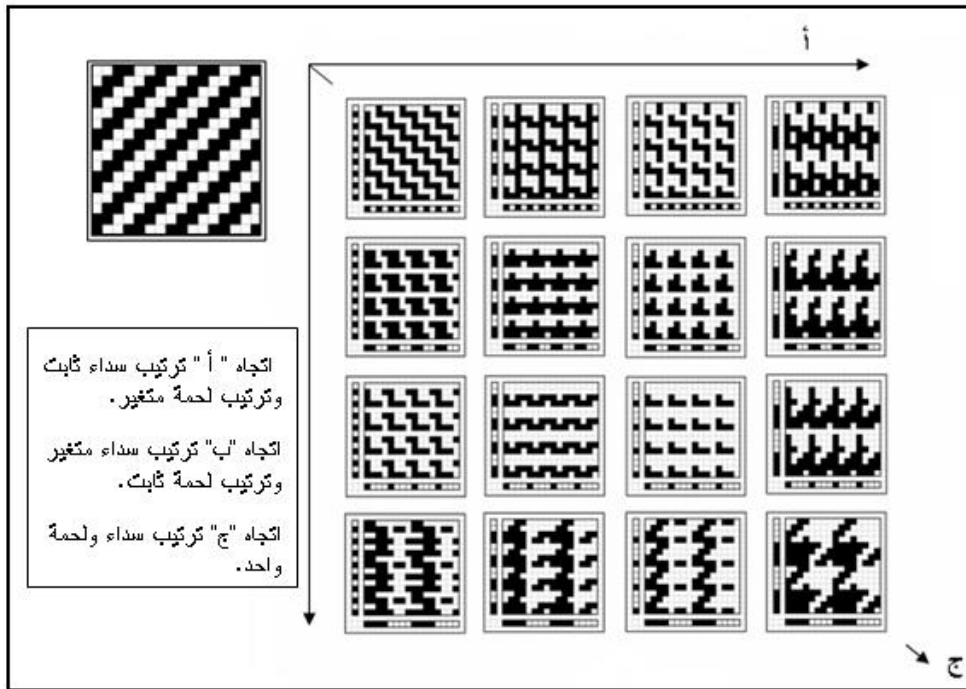 أ
اتجاه " أ " ترتيب سداء ثابت
وترتيب لحمة متغير.
اتجاه "ب" ترتيب سداء متغير
وترتيب لحمة ثابت.
اتجاه "ج" ترتيب سداء ولحمة
واحد.
ج